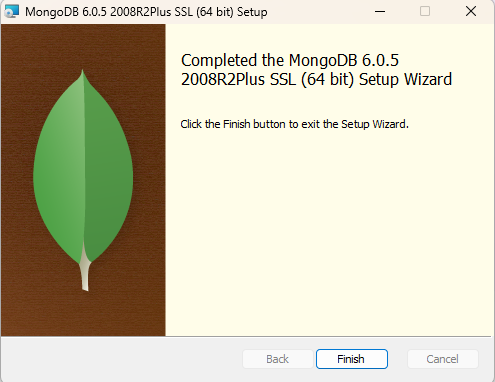 MongoDB 6.0.5 2008R2Plus SSL (64 bit) Setup
Completed the MongoDB 6.0.5
2008R2Plus SSL (64 bit) Setup Wizard
Click the Finish button to exit the Setup Wizard.
Back
Finish
Cancel